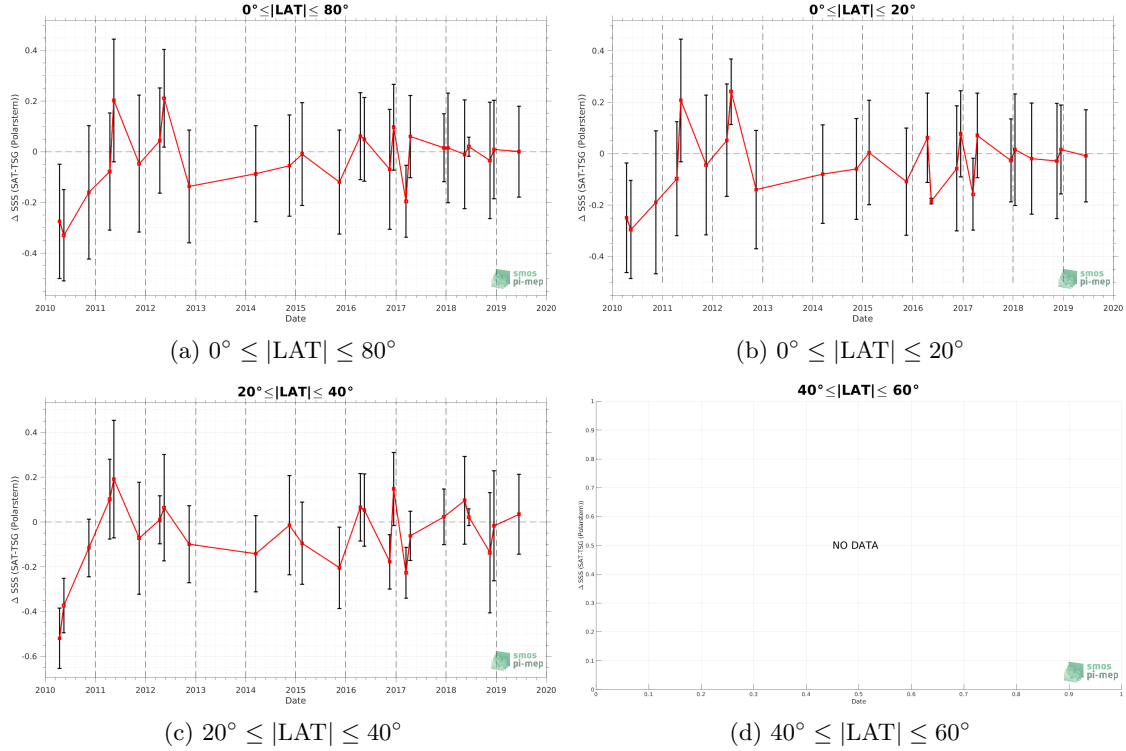 0°≤|LAT|≤ 80°
Δ SSS (SAT-TSG (Polarstern))
0.4
0.2
0
-0.2
-0.4
2010 2011 2012 2013 2014 2015 2016 2017 2018 2019 2020
Date
smos
pi-mep
(a) 0° ≤ |LAT| ≤ 80°
0°≤|LAT|≤ 20°
Δ SSS (SAT-TSG (Polarstern))
0.4
0.2
0
-0.2
-0.4
2010 2011 2012 2013 2014 2015 2016 2017 2018 2019 2020
Date
smos
pi-mep
(b) 0° ≤ |LAT| ≤ 20°
20°≤|LAT|≤ 40°
Δ SSS (SAT-TSG (Polarstern))
0.4
0.2
0
-0.2
-0.4
-0.6
2010 2011 2012 2013 2014 2015 2016 2017 2018 2019 2020
Date
smos
pi-mep
(c) 20° ≤ |LAT| ≤ 40°
40°≤|LAT|≤ 60°
Δ SSS (SAT-TSG (Polarstern))
1
0.9
0.8
0.7
0.6
0.5
0.4
0.3
0.2
0.1
0
NO DATA
0 0.1 0.2 0.3 0.4 0.5 0.6 0.7 0.8 0.9 1
Date
smos
pi-mep
(d) 40° ≤ |LAT| ≤ 60°